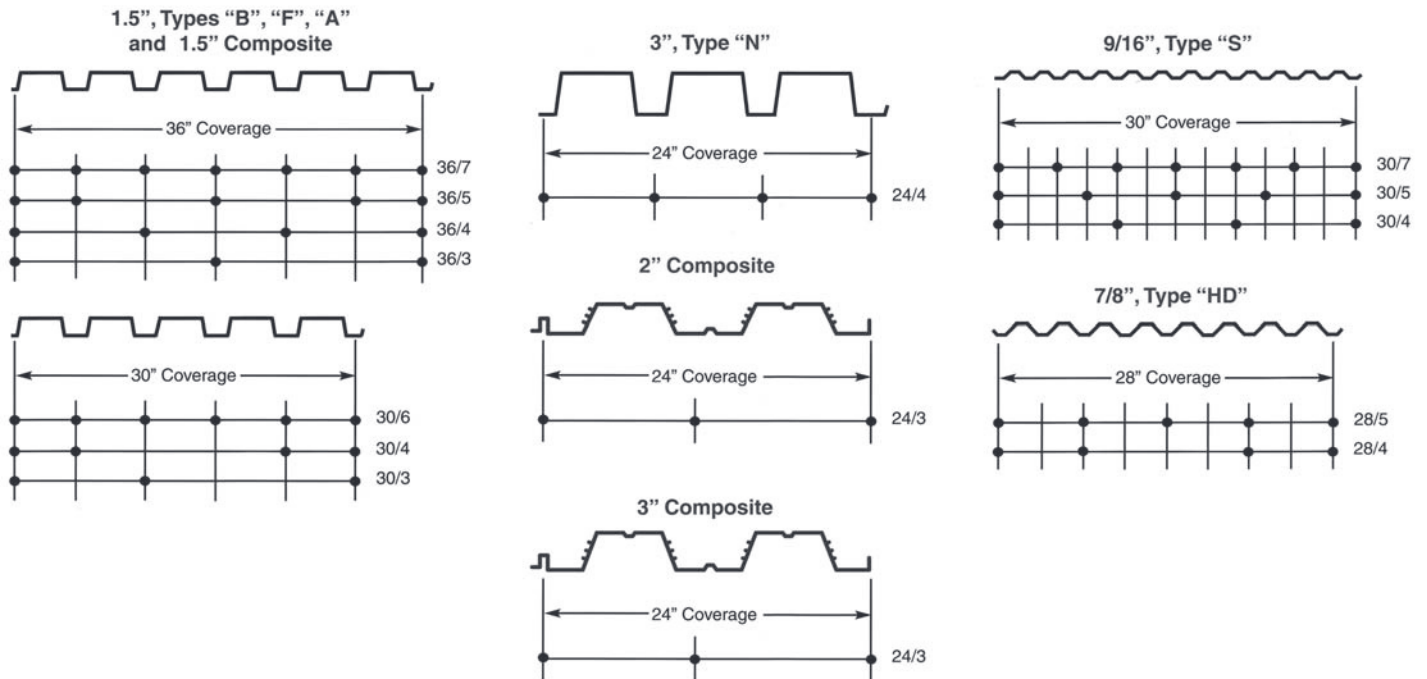 1.5”, Types “B”, “F”, “A”
and 1.5” Composite
36” Coverage
36/7
36/5
36/4
36/3
30” Coverage
30/6
30/4
30/3
3”, Type “N”
24” Coverage
24/4
2” Composite
24” Coverage
24/3
3” Composite
24” Coverage
24/3
9/16”, Type “S”
30” Coverage
30/7
30/5
30/4
7/8”, Type “HD”
28” Coverage
28/5
28/4